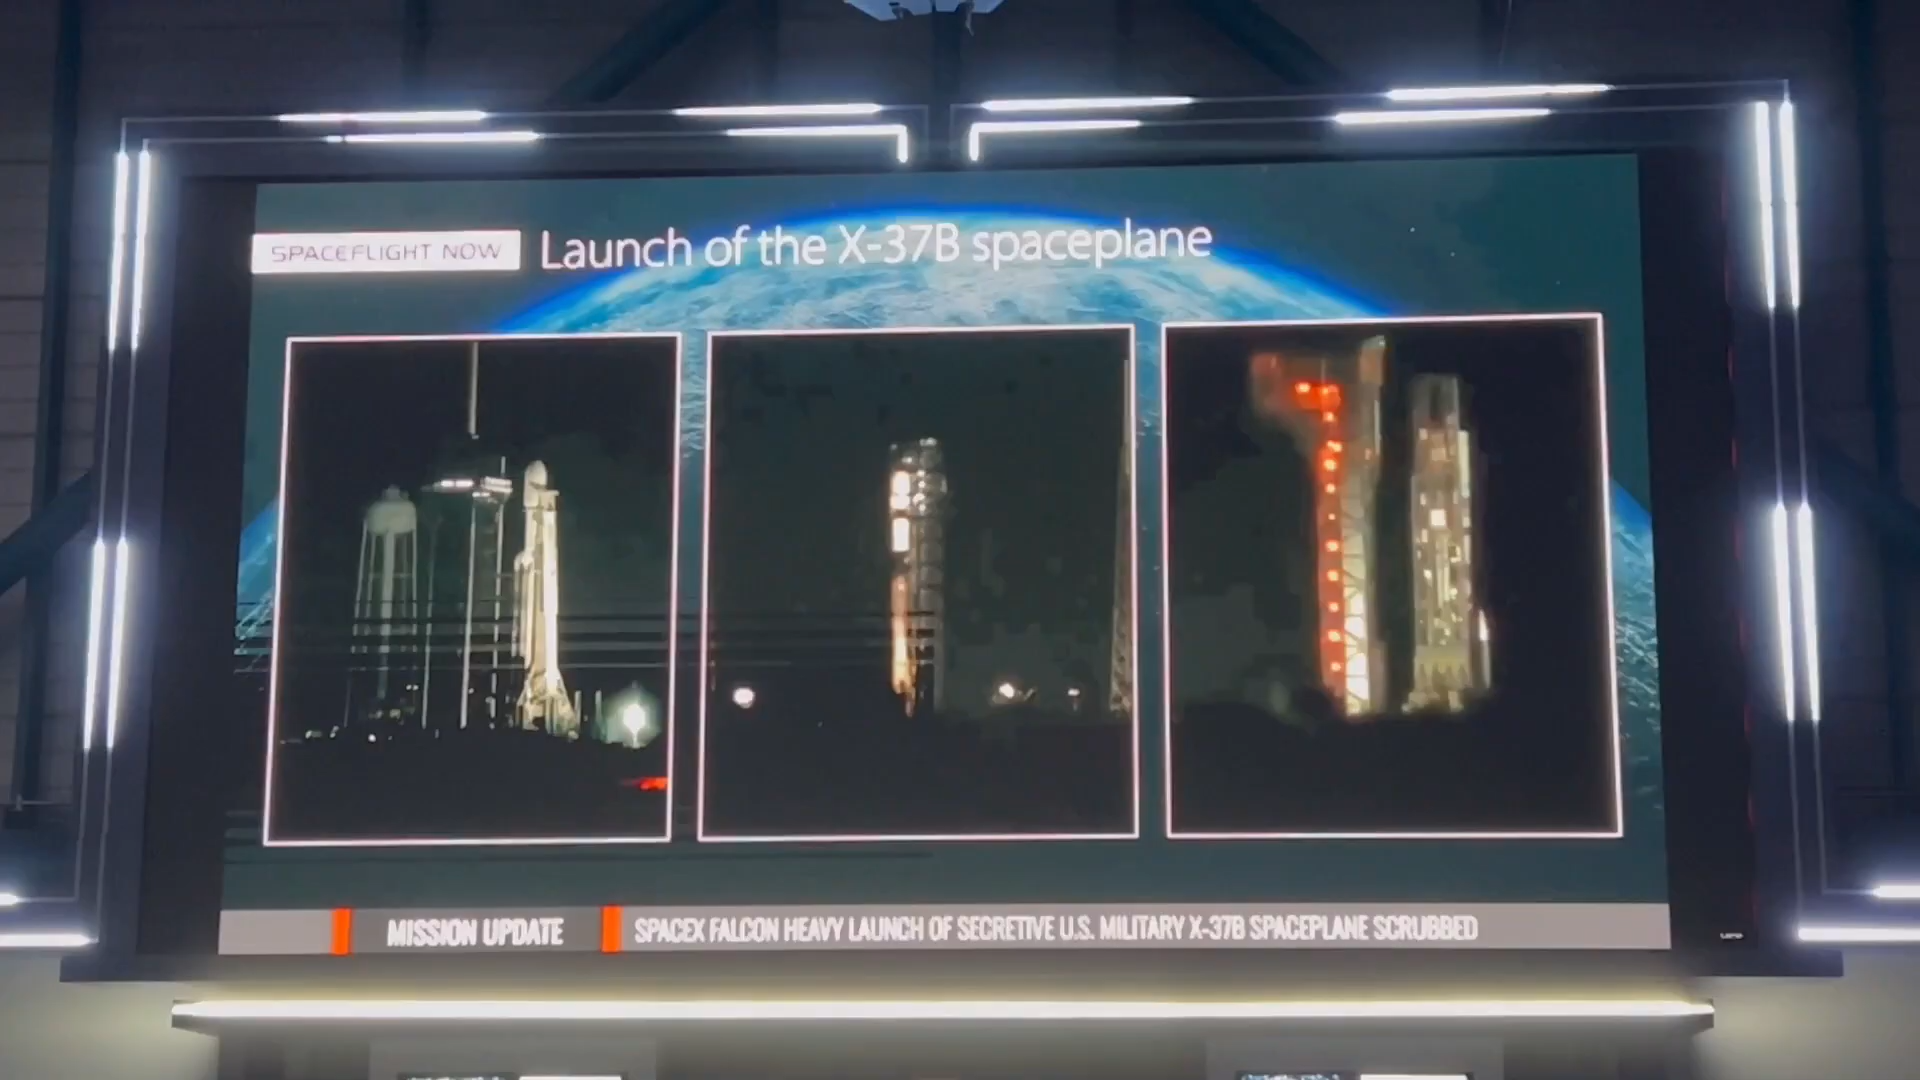 SPACEFLIGHT NOW Launch of the X-37B spaceplane
MISSION UPDATE SPACEX FALCON HEAVY LAUNCH OF SECRETIVE U.S. MILITARY X-37B SPACEPLANE SCRUBBED